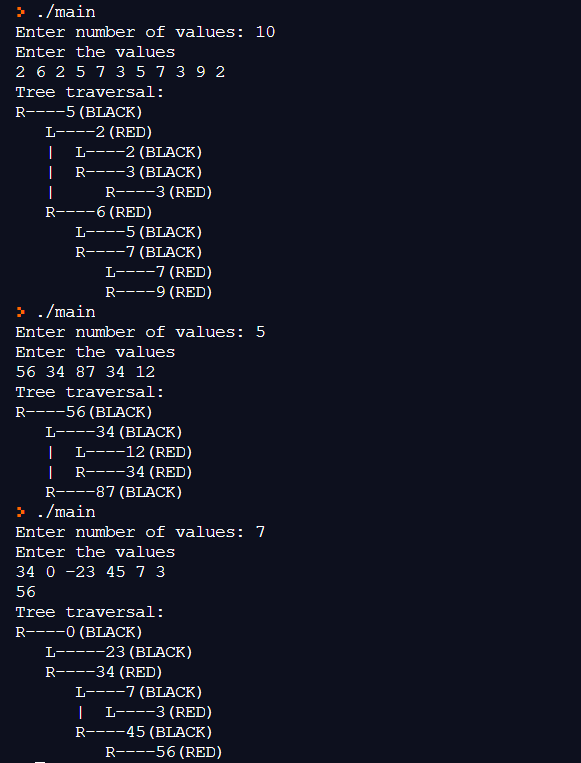 > ./main
Enter number of values: 10
Enter the values
2 6 2 5 7 3 5 7 3 9 2
Tree traversal:
R----5(BLACK)
   L----2(RED)
   |  L----2(BLACK)
   |  R----3(BLACK)
   |     R----3(RED)
   R----6(RED)
      L----5(BLACK)
      R----7(BLACK)
         L----7(RED)
         R----9(RED)
> ./main
Enter number of values: 5
Enter the values
56 34 87 34 12
Tree traversal:
R----56(BLACK)
   L----34(BLACK)
   |  L----12(RED)
   |  R----34(RED)
   R----87(BLACK)
> ./main
Enter number of values: 7
Enter the values
34 0 -23 45 7 3
56
Tree traversal:
R----0(BLACK)
   L-----23(BLACK)
   R----34(RED)
      L----7(BLACK)
      |  L----3(RED)
      R----45(BLACK)
         R----56(RED)